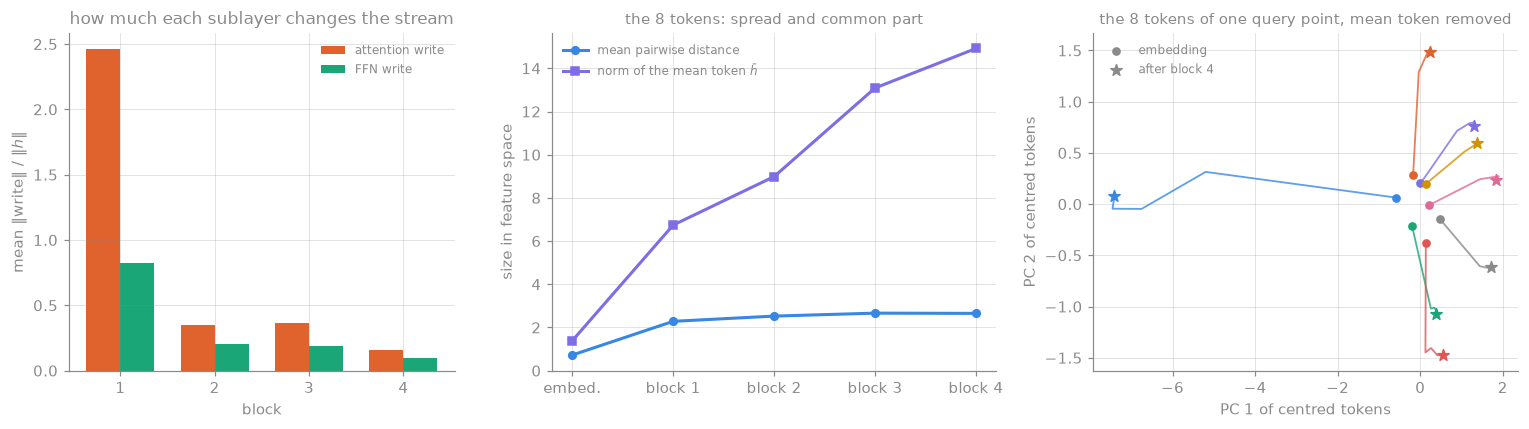 how much each sublayer changes the stream
attention write
FFN write
mean ‖write‖ / ‖h‖
2.5
2.0
1.5
1.0
0.5
0.0
1
2
3
4
block
the 8 tokens: spread and common part
mean pairwise distance
norm of the mean token h̄
size in feature space
14
12
10
8
6
4
2
0
embed.
block 1
block 2
block 3
block 4
the 8 tokens of one query point, mean token removed
embedding
after block 4
PC 2 of centred tokens
1.5
1.0
0.5
0.0
−0.5
−1.0
−1.5
−6
−4
−2
0
2
PC 1 of centred tokens